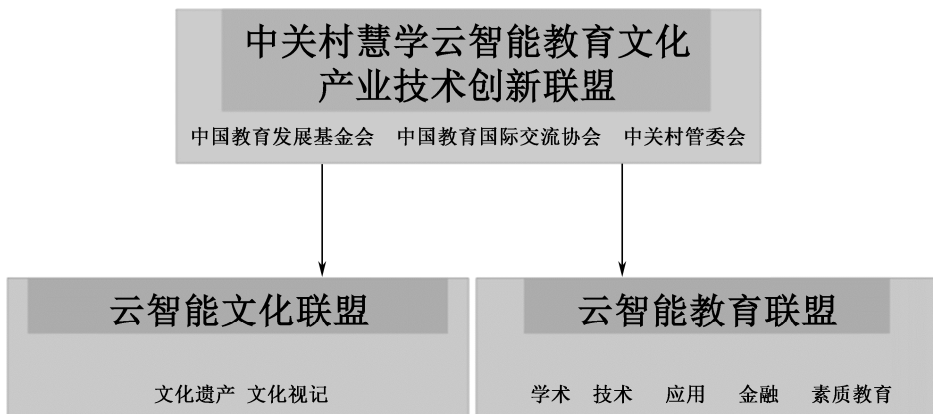 中关村慧学云智能教育文化
产业技术创新联盟
中国教育发展基金会 中国教育国际交流协会 中关村管委会
云智能文化联盟
文化遗产 文化视记
云智能教育联盟
学术 技术 应用 金融 素质教育